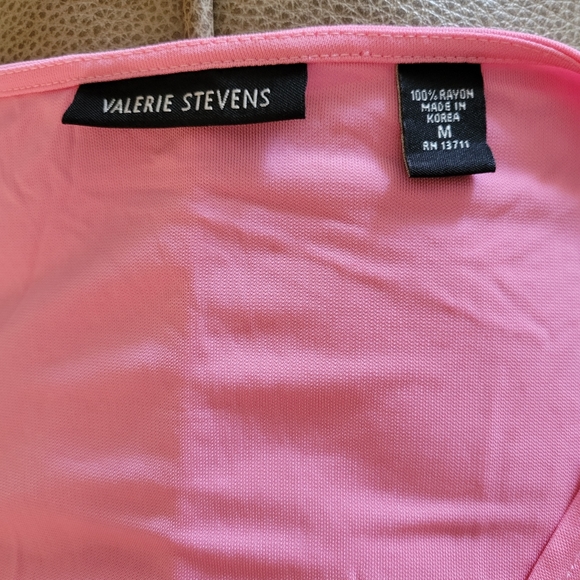 VALERIE STEVENS
100% RAYON
MADE IN
KOREA
M
RN 13711